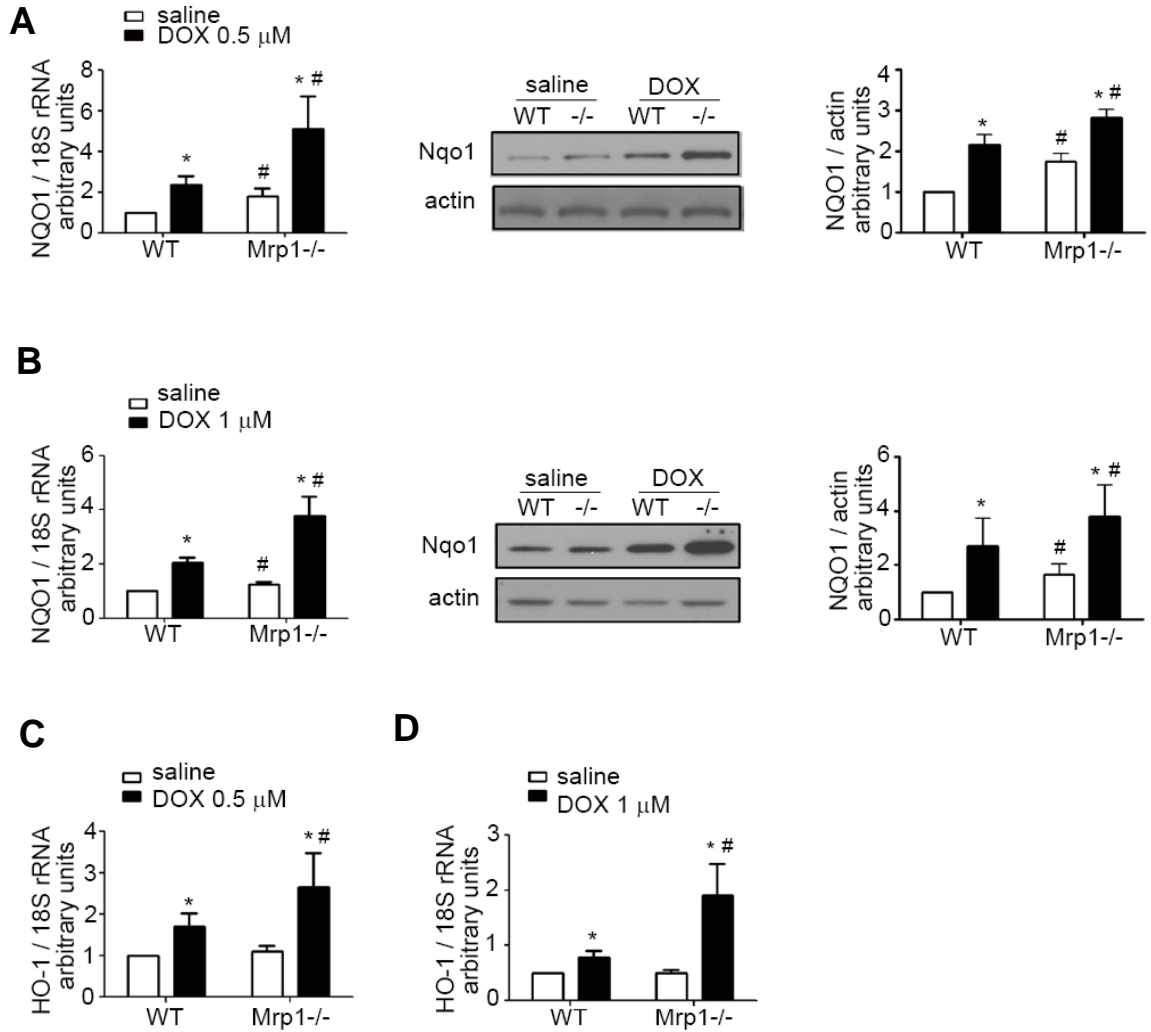 A
saline
DOX 0.5 μM
NQO1 / 18S rRNA
arbitrary units
8
6
4
2
0
*
#
* #
WT
Mrp1-/-
saline
DOX
WT
-/-
WT
-/-
Nqo1
actin
NQO1 / actin
arbitrary units
4
3
2
1
0
*
#
* #
WT
Mrp1-/-
B
saline
DOX 1 μM
NQO1 / 18S rRNA
arbitrary units
6
4
2
0
*
#
* #
WT
Mrp1-/-
saline
DOX
WT
-/-
WT
-/-
Nqo1
actin
NQO1 / actin
arbitrary units
6
4
2
0
*
#
* #
WT
Mrp1-/-
C
saline
DOX 0.5 μM
HO-1 / 18S rRNA
arbitrary units
4
3
2
1
0
*
* #
WT
Mrp1-/-
D
saline
DOX 1 μM
HO-1 / 18S rRNA
arbitrary units
3
2
1
0
*
* #
WT
Mrp1-/-